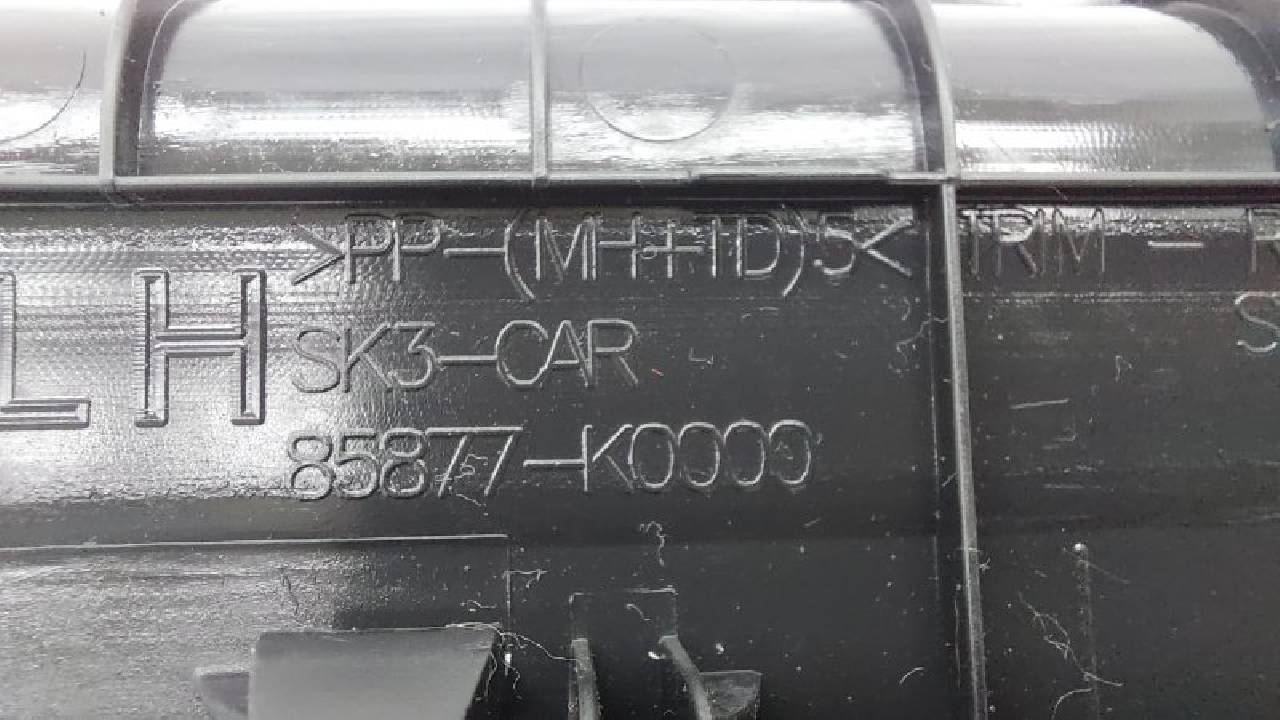 >PP-(MH+TD)5< TRIM - R
LH SK3-CAR S
85877-K0000